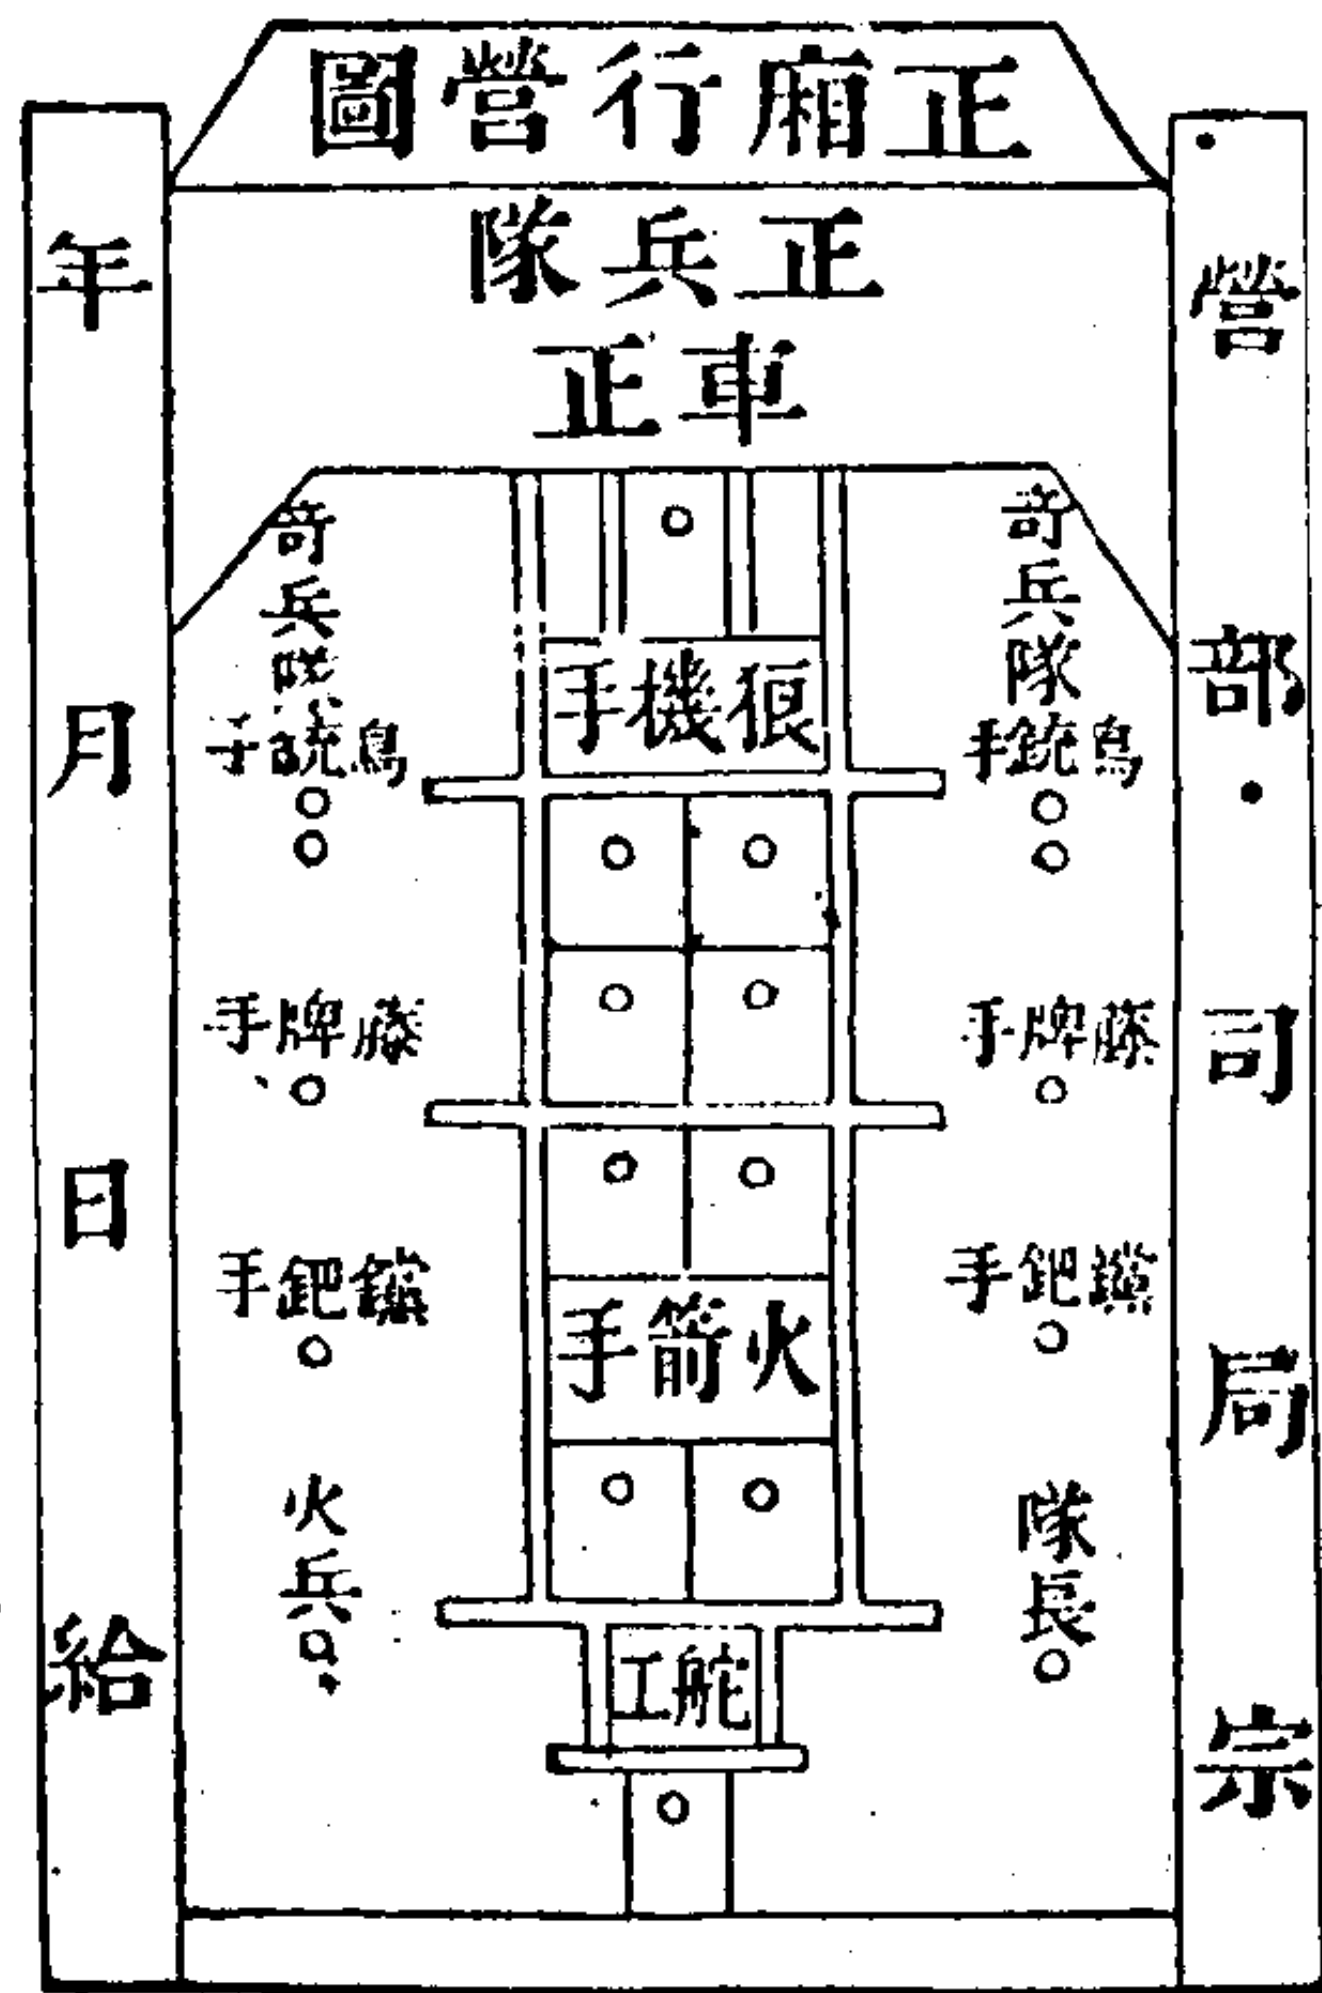 正廂行營圖
正兵隊
車正
營部司局宗
奇兵隊
鳥銃手
藤牌手
鎲鈀手
隊長
狼機手
火箭手
舵工
奇兵隊
鳥銃手
藤牌手
鎲鈀手
火兵
年月日給